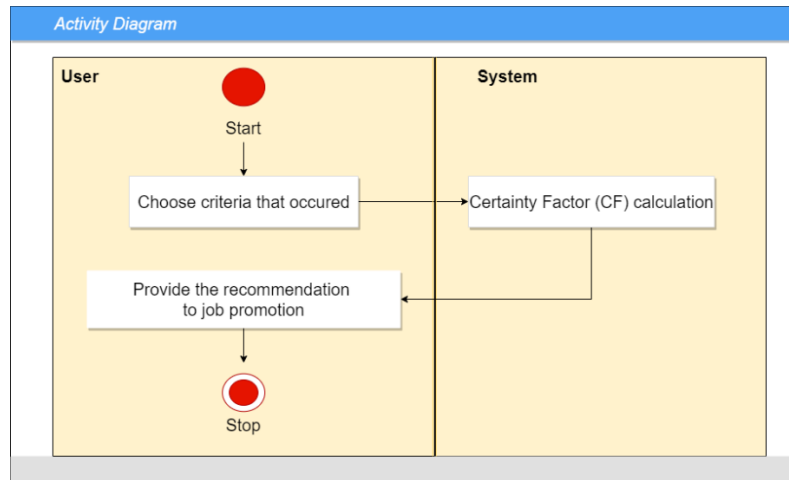 Activity Diagram
User
System
Start
Choose criteria that occured
Certainty Factor (CF) calculation
Provide the recommendation
to job promotion
Stop